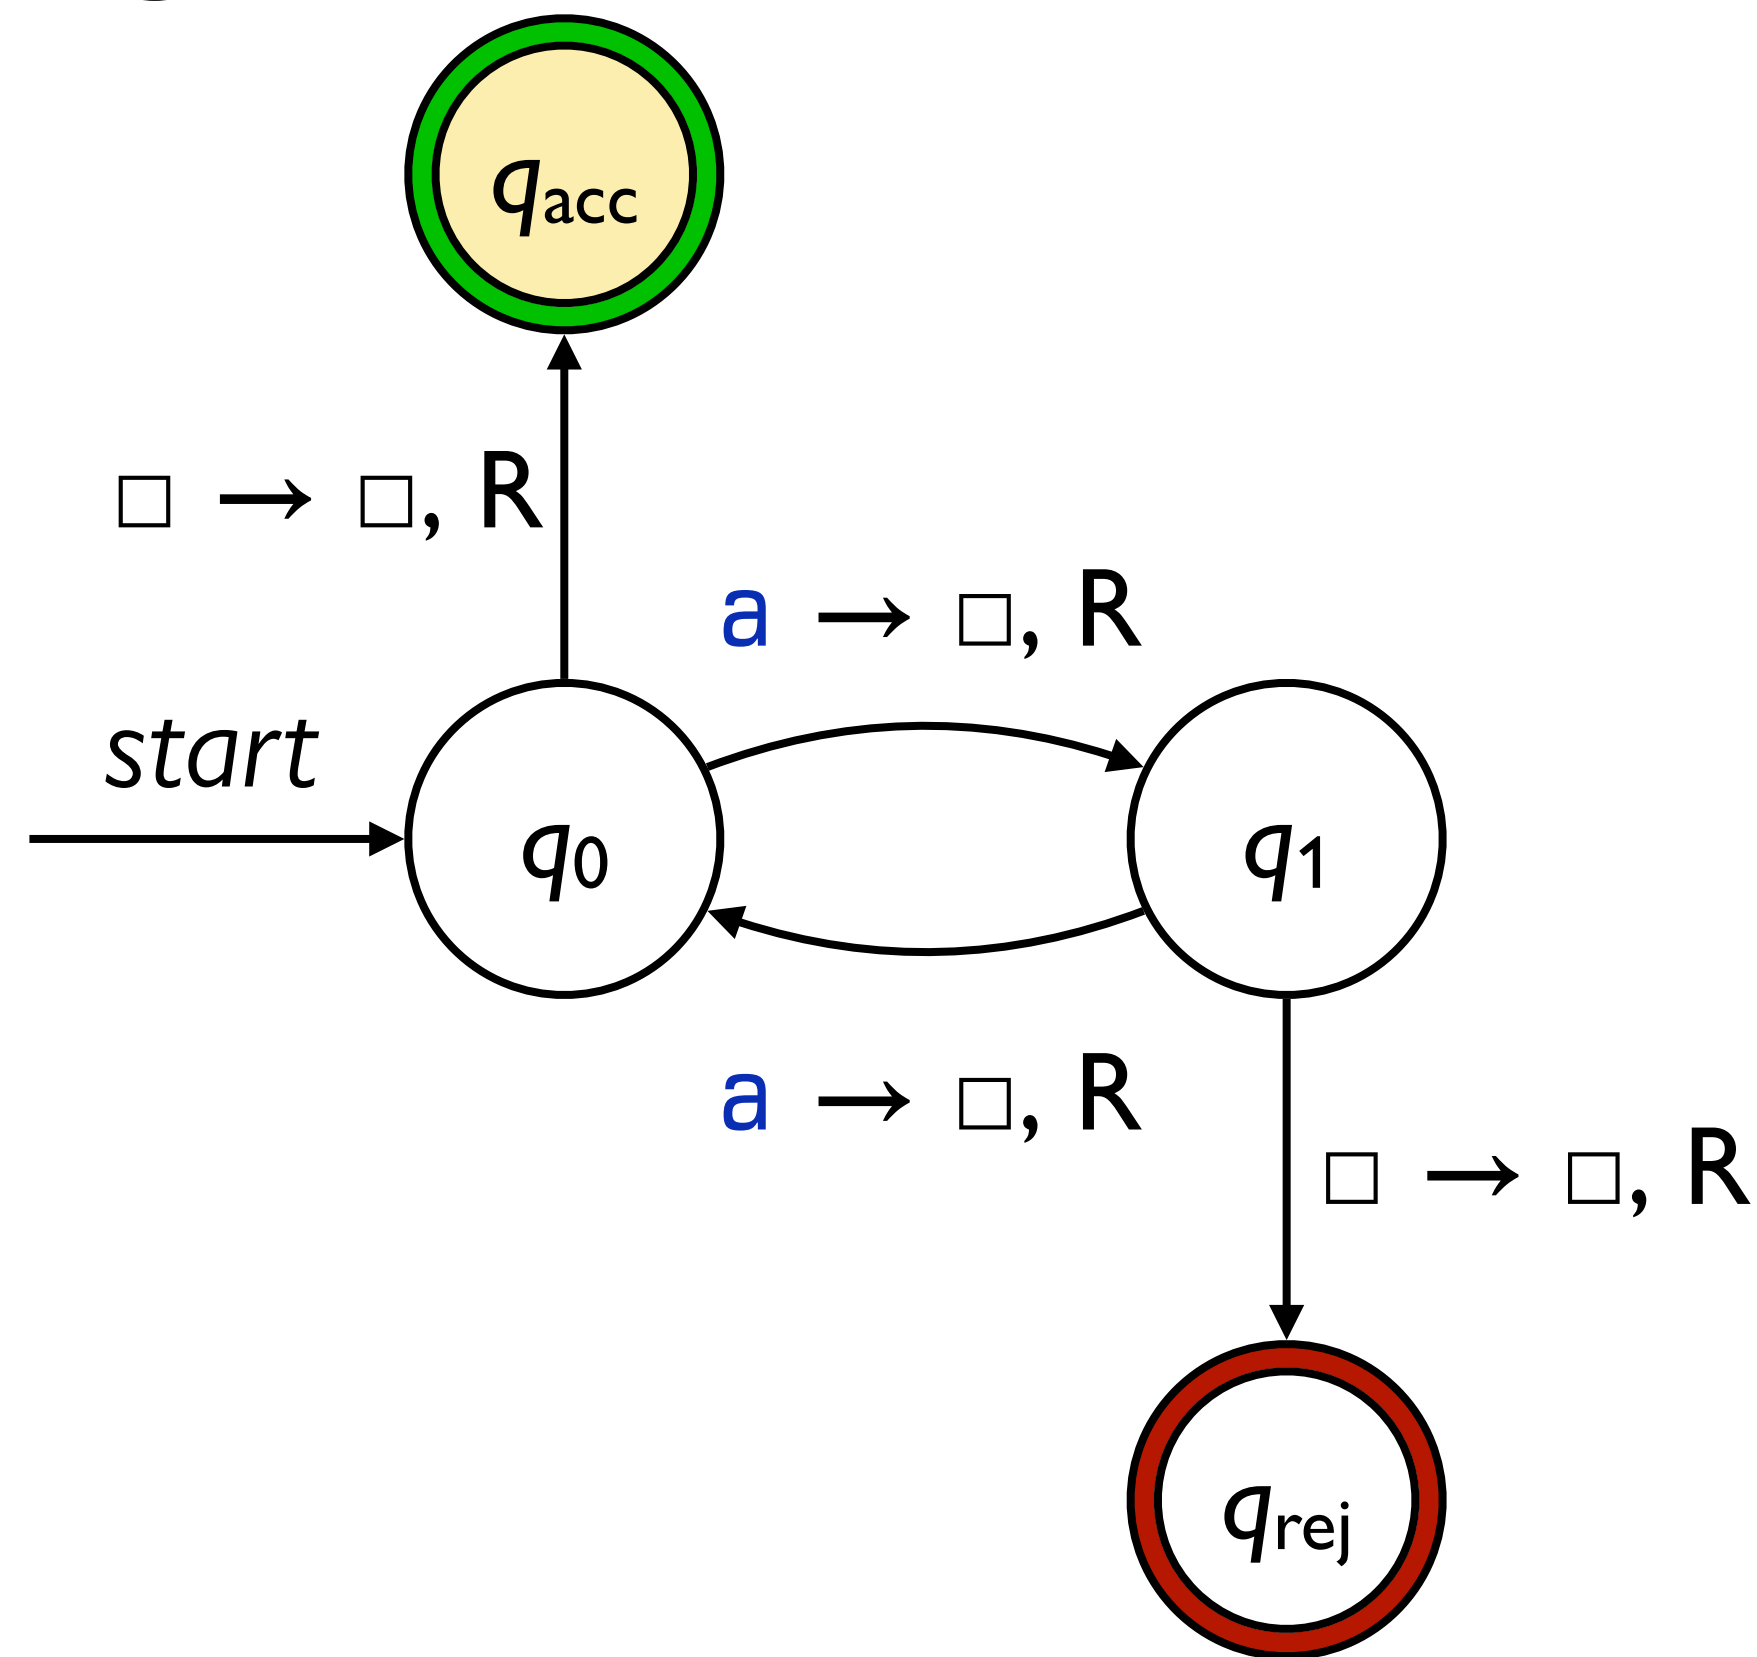 qacc
□ → □, R
a → □, R
start
q0
q1
a → □, R
□ → □, R
qrej